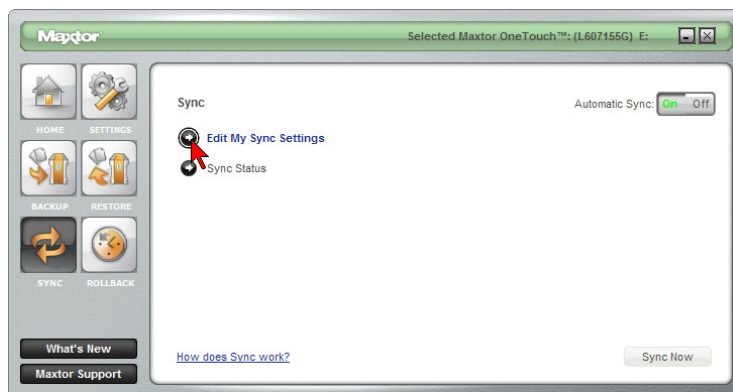 Maxtor
Selected Maxtor OneTouch™: (L607155G) E:
HOME SETTINGS
BACKUP RESTORE
SYNC ROLLBACK
What's New
Maxtor Support
Sync
Automatic Sync: On Off
Edit My Sync Settings
Sync Status
How does Sync work?
Sync Now